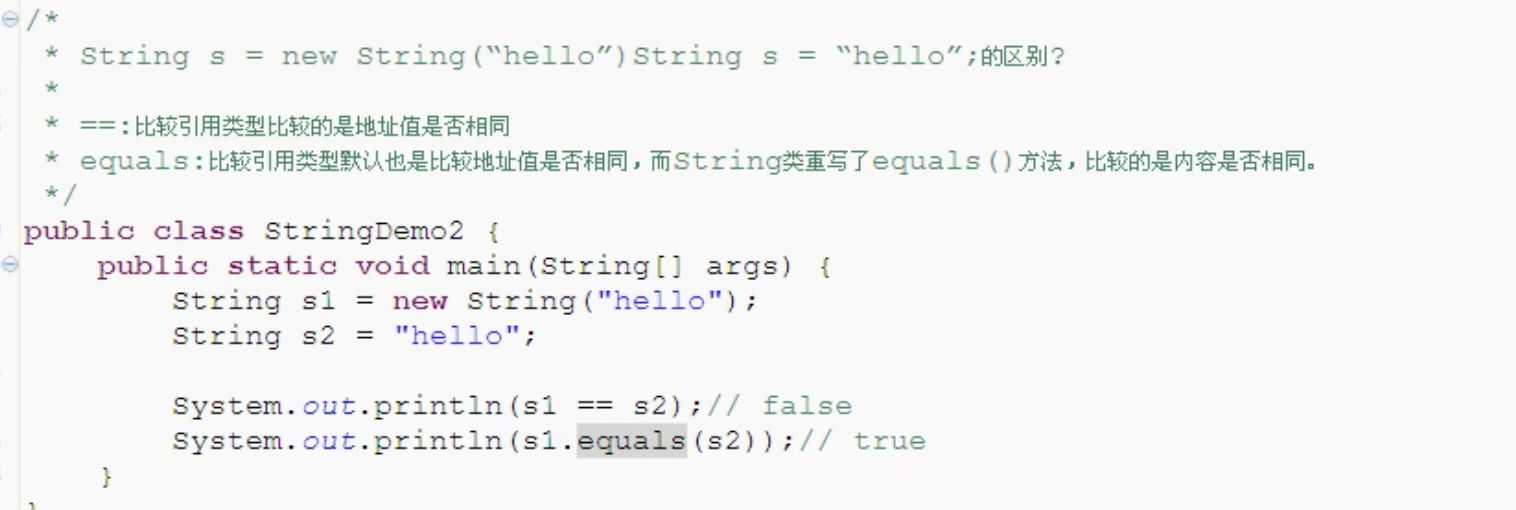 /*
 * String s = new String(“hello”)String s = “hello”;的区别?
 *
 * ==:比较引用类型比较的是地址值是否相同
 * equals:比较引用类型默认也是比较地址值是否相同，而String类重写了equals()方法，比较的是内容是否相同。
 */
public class StringDemo2 {
    public static void main(String[] args) {
        String s1 = new String("hello");
        String s2 = "hello";
        System.out.println(s1 == s2);// false
        System.out.println(s1.equals(s2));// true
    }
}